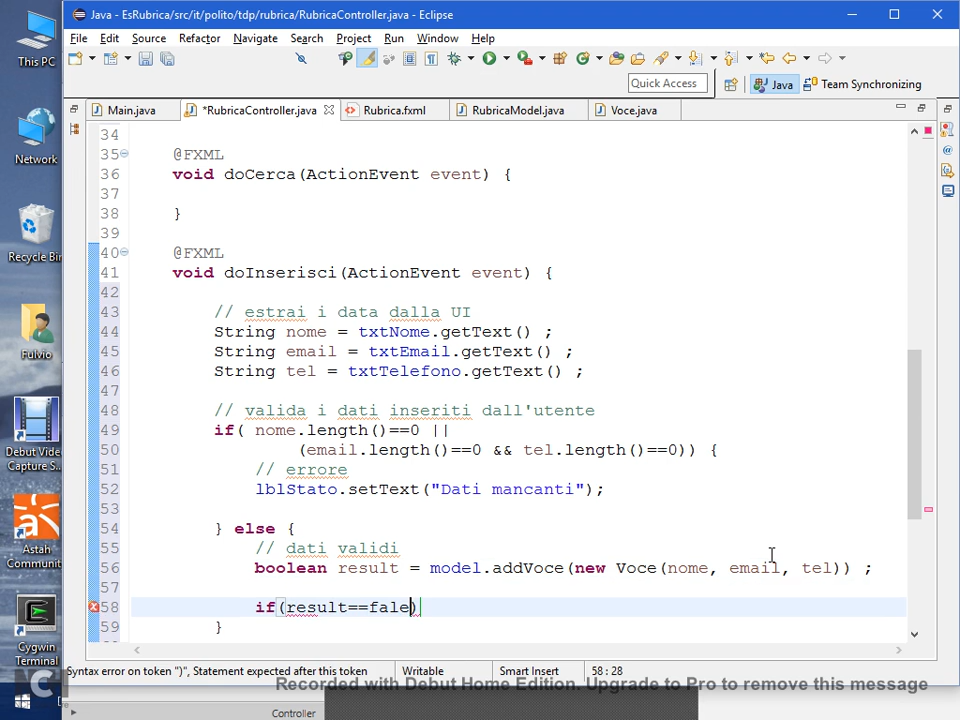 This PC
Network
Recycle Bin
Fulvio
Debut Video
Capture S...
Astah
Communit...
Cygwin
Terminal
Java - EsRubrica/src/it/polito/tdp/rubrica/RubricaController.java - Eclipse
File Edit Source Refactor Navigate Search Project Run Window Help
Quick Access
Java
Team Synchronizing
Main.java
*RubricaController.java
Rubrica.fxml
RubricaModel.java
Voce.java
34
35 @FXML
36 void doCerca(ActionEvent event) {
37
38 }
39
40 @FXML
41 void doInserisci(ActionEvent event) {
42
43 // estrai i data dalla UI
44 String nome = txtNome.getText() ;
45 String email = txtEmail.getText() ;
46 String tel = txtTelefono.getText() ;
47
48 // valida i dati inseriti dall'utente
49 if( nome.length()==0 ||
50 (email.length()==0 && tel.length()==0)) {
51 // errore
52 lblStato.setText("Dati mancanti");
53
54 } else {
55 // dati validi
56 boolean result = model.addVoce(new Voce(nome, email, tel)) ;
57
58 if(result==fale)
59 }
Syntax error on token ")", Statement expected after this token
Writable
Smart Insert
58 : 28
Recorded with Debut Home Edition. Upgrade to Pro to remove this message
Controller